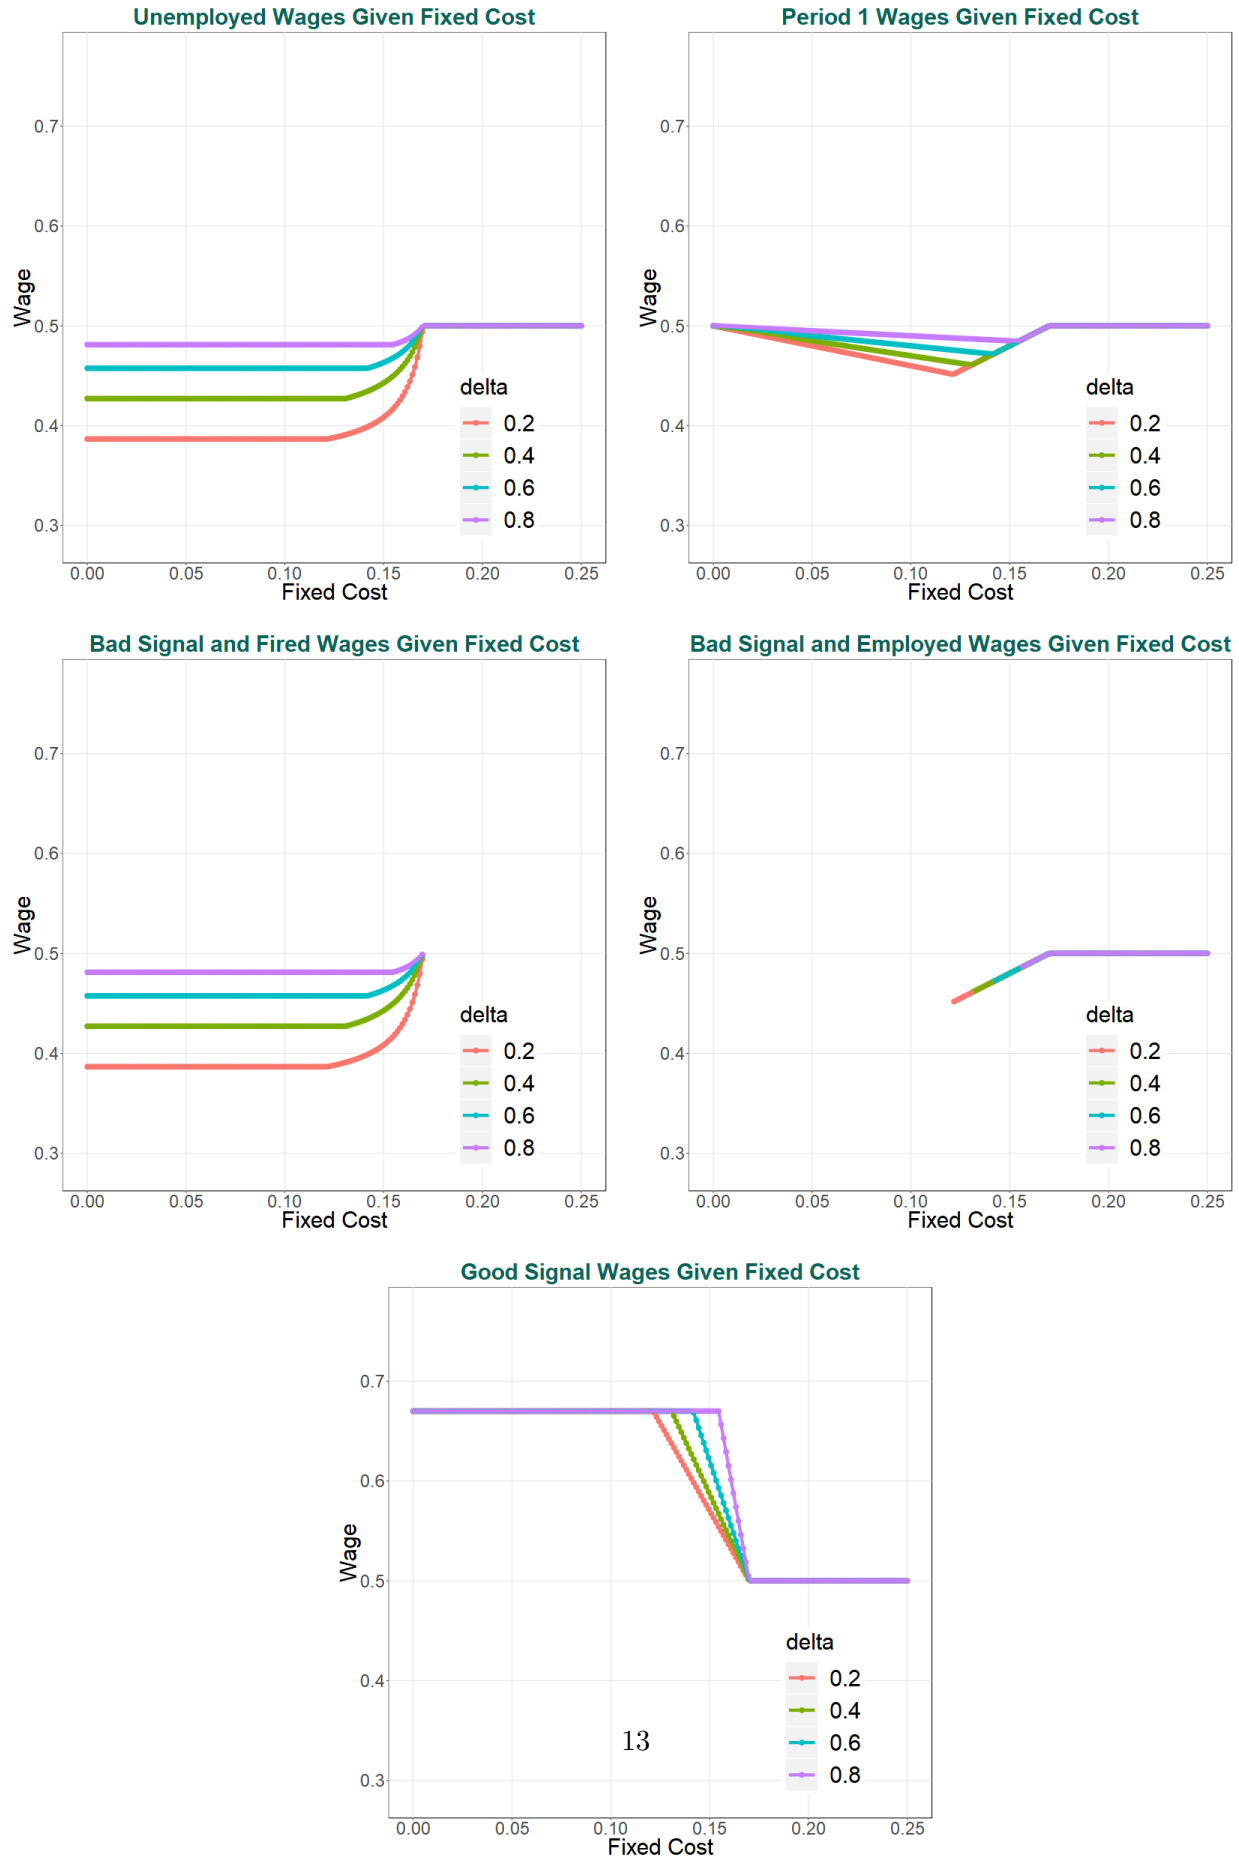 Unemployed Wages Given Fixed Cost
Wage
0.7
0.6
0.5
0.4
0.3
delta
0.2
0.4
0.6
0.8
0.00 0.05 0.10 0.15 0.20 0.25
Fixed Cost
Period 1 Wages Given Fixed Cost
Wage
0.7
0.6
0.5
0.4
0.3
delta
0.2
0.4
0.6
0.8
0.00 0.05 0.10 0.15 0.20 0.25
Fixed Cost
Bad Signal and Fired Wages Given Fixed Cost
Wage
0.7
0.6
0.5
0.4
0.3
delta
0.2
0.4
0.6
0.8
0.00 0.05 0.10 0.15 0.20 0.25
Fixed Cost
Bad Signal and Employed Wages Given Fixed Cost
Wage
0.7
0.6
0.5
0.4
0.3
delta
0.2
0.4
0.6
0.8
0.00 0.05 0.10 0.15 0.20 0.25
Fixed Cost
Good Signal Wages Given Fixed Cost
Wage
0.7
0.6
0.5
0.4
0.3
delta
0.2
0.4
0.6
0.8
13
0.00 0.05 0.10 0.15 0.20 0.25
Fixed Cost